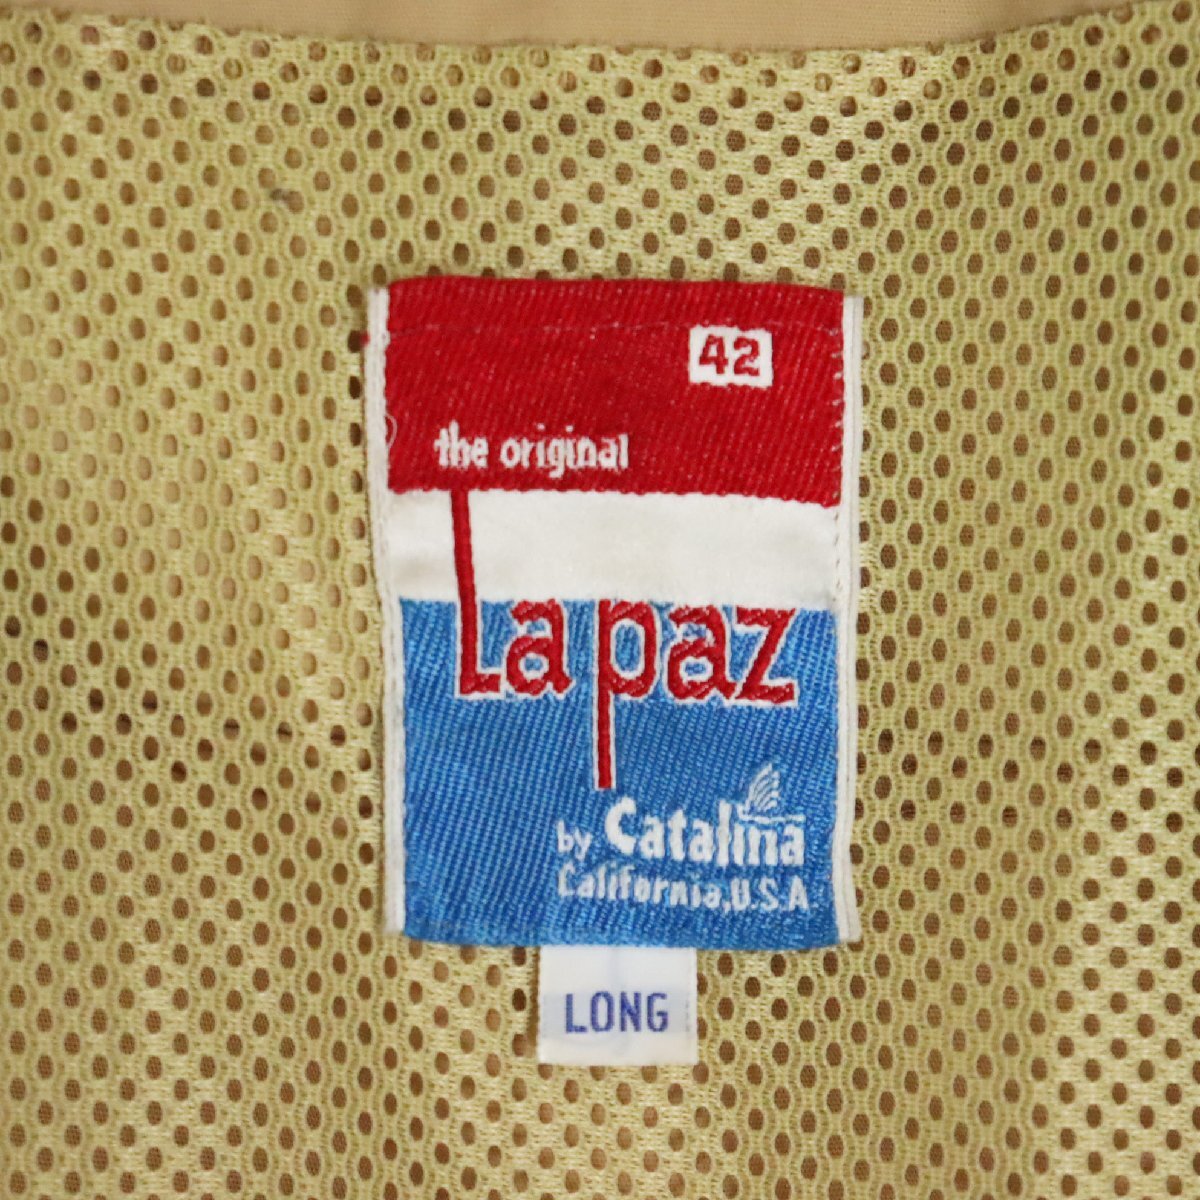 42
the original
Lapaz
by Catalina
California, U.S.A.
LONG